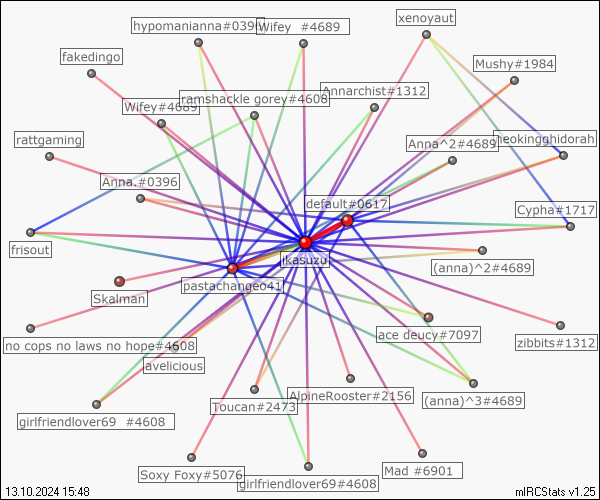 hypomanianna#0396
Wifey #4689
xenoyaut
fakedingo
Mushy#1984
ramshackle gorey#4608
Annarchist#1312
Wifey#4689
rattgaming
Anna^2#4689
heokingghidorah
Anna.#0396
default#0617
Cypha#1717
frisout
ikasuzu
(anna)^2#4689
pastachangeo41
Skalman
ace deucy#7097
zibbits#1312
no cops no laws no hope#4608
avelicious
AlpineRooster#2156
(anna)^3#4689
Toucan#2473
girlfriendlover69 #4608
Soxy Foxy#5076
Mad #6901
girlfriendlover69#4608
13.10.2024 15:48
mIRCStats v1.25